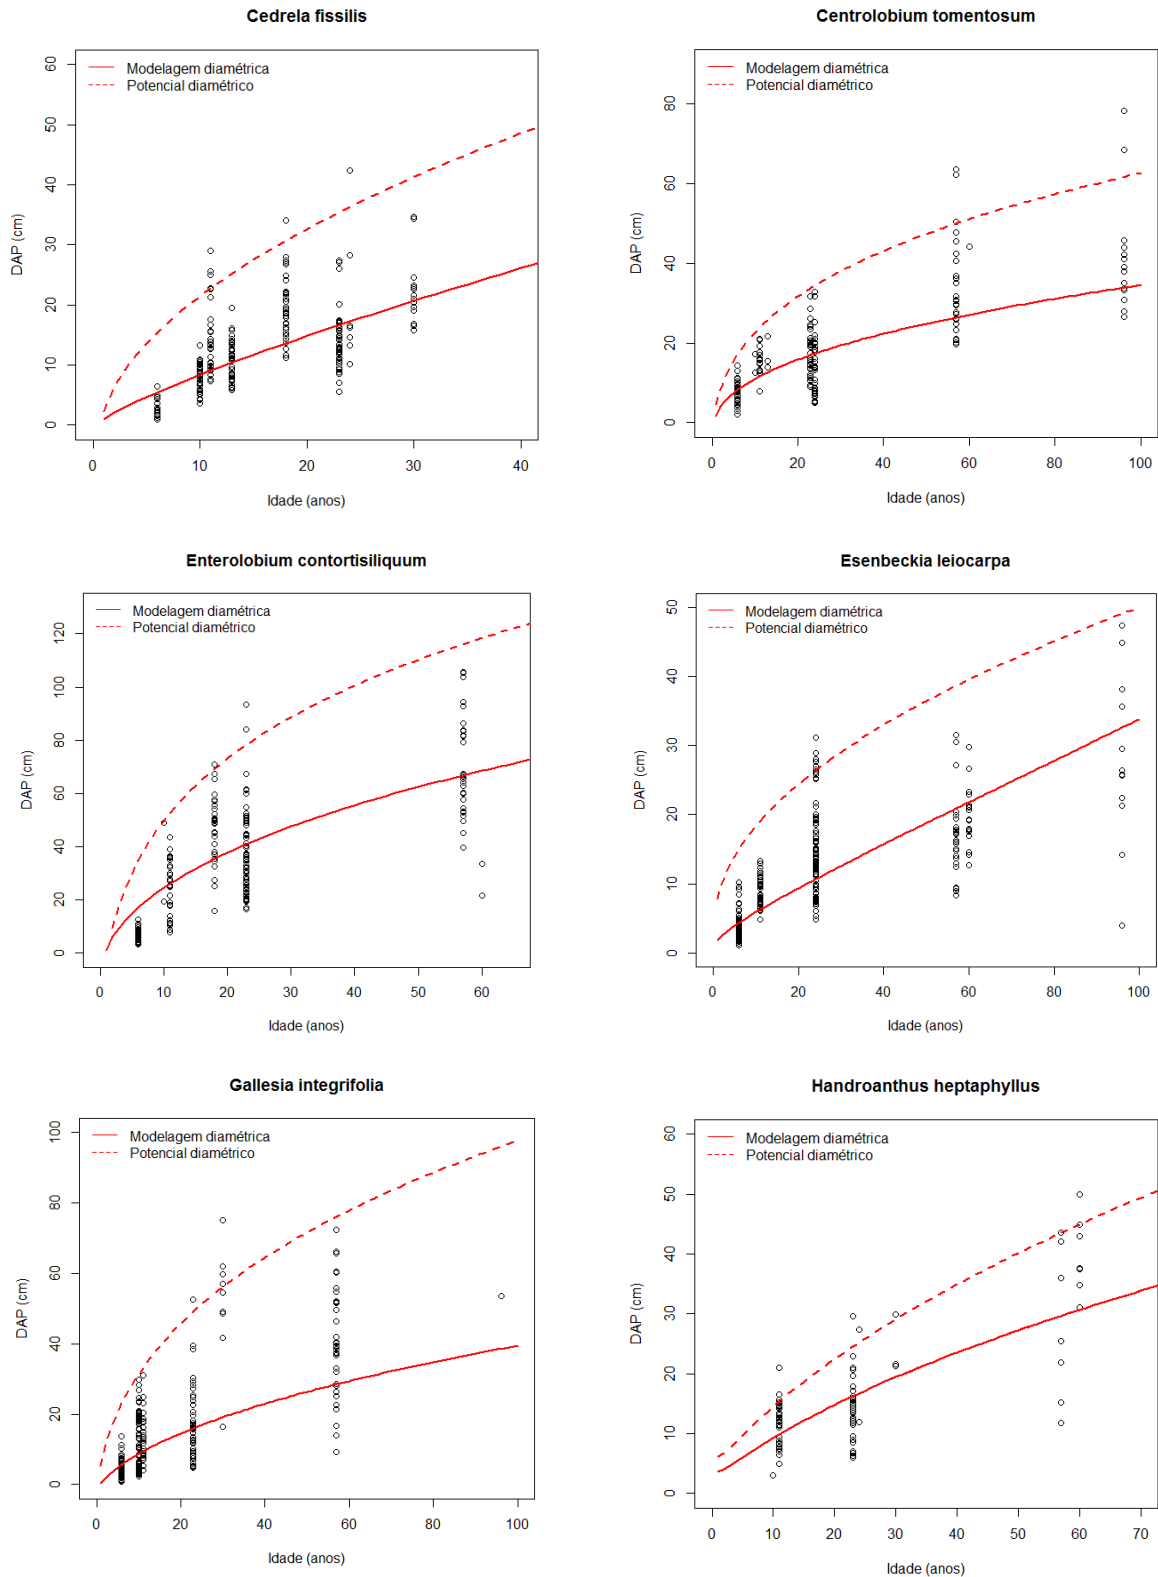 Cedrela fissilis
Modelagem diamétrica
Potencial diamétrico
DAP (cm)
0 10 20 30 40 50 60
0 10 20 30 40
Idade (anos)
Centrolobium tomentosum
Modelagem diamétrica
Potencial diamétrico
DAP (cm)
0 20 40 60 80
0 20 40 60 80 100
Idade (anos)
Enterolobium contortisiliquum
Modelagem diamétrica
Potencial diamétrico
DAP (cm)
0 20 40 60 80 100 120
0 10 20 30 40 50 60
Idade (anos)
Esenbeckia leiocarpa
Modelagem diamétrica
Potencial diamétrico
DAP (cm)
0 10 20 30 40 50
0 20 40 60 80 100
Idade (anos)
Gallesia integrifolia
Modelagem diamétrica
Potencial diamétrico
DAP (cm)
0 20 40 60 80 100
0 20 40 60 80 100
Idade (anos)
Handroanthus heptaphyllus
Modelagem diamétrica
Potencial diamétrico
DAP (cm)
0 10 20 30 40 50 60
0 10 20 30 40 50 60 70
Idade (anos)